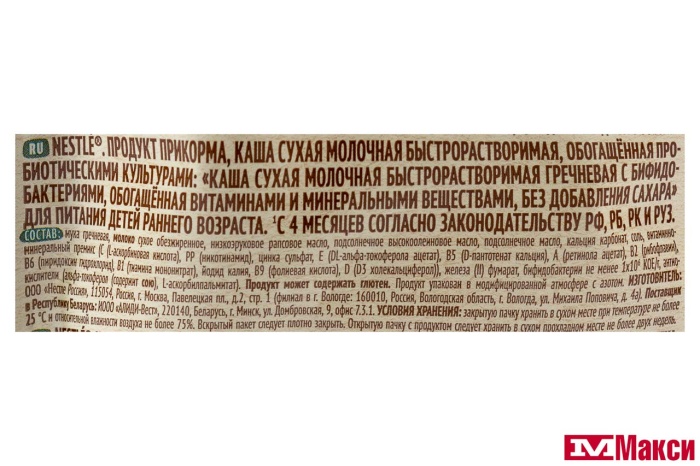 RU NESTLÉ®. ПРОДУКТ ПРИКОРМА, КАША СУХАЯ МОЛОЧНАЯ БЫСТРОРАСТВОРИМАЯ, ОБОГАЩЁННАЯ ПРО-
БИОТИЧЕСКИМИ КУЛЬТУРАМИ: «КАША СУХАЯ МОЛОЧНАЯ БЫСТРОРАСТВОРИМАЯ ГРЕЧНЕВАЯ С БИФИДО-
БАКТЕРИЯМИ, ОБОГАЩЁННАЯ ВИТАМИНАМИ И МИНЕРАЛЬНЫМИ ВЕЩЕСТВАМИ, БЕЗ ДОБАВЛЕНИЯ САХАРА»
ДЛЯ ПИТАНИЯ ДЕТЕЙ РАННЕГО ВОЗРАСТА. ¹С 4 МЕСЯЦЕВ СОГЛАСНО ЗАКОНОДАТЕЛЬСТВУ РФ, РБ, РК И РУЗ.
СОСТАВ: мука гречневая, молоко сухое обезжиренное, низкоэруковое рапсовое масло, подсолнечное высокоолеиновое масло, подсолнечное масло, кальция карбонат, соль, витаминно-
минеральный премикс (C (L-аскорбиновая кислота), PP (никотинамид), цинка сульфат, E (DL-альфа-токоферола ацетат), B5 (D-пантотенат кальция), A (ретинола ацетат), B2 (рибофлавин),
B6 (пиридоксин гидрохлорид), B1 (тиамина мононитрат), йодид калия, B9 (фолиевая кислота), D (D3 холекальциферол)), железа (II) фумарат, бифидобактерии не менее 1x10⁶ КОЕ/г, анти-
окислители (альфа-токоферол (содержит сою), L-аскорбилпальмитат). Продукт может содержать глютен. Продукт упакован в модифицированной атмосфере с азотом. ИЗГОТОВИТЕЛЬ:
ООО «Нестле Россия», 115054, Россия, г. Москва, Павелецкая пл., д.2, стр. 1 (филиал в г. Вологде: 160010, Россия, Вологодская область, г. Вологда, ул. Михаила Поповича, д. 4а). Поставщик
в Республику Беларусь: ИООО «АЛИДИ-Вест», 220140, Беларусь, г. Минск, ул. Домбровская, 9, офис 7.3.1. УСЛОВИЯ ХРАНЕНИЯ: закрытую пачку хранить в сухом месте при температуре не более
25 °C и относительной влажности воздуха не более 75%. Вскрытый пакет следует плотно закрыть. Открытую пачку с продуктом следует хранить в сухом прохладном месте не более двух недель.
Макси